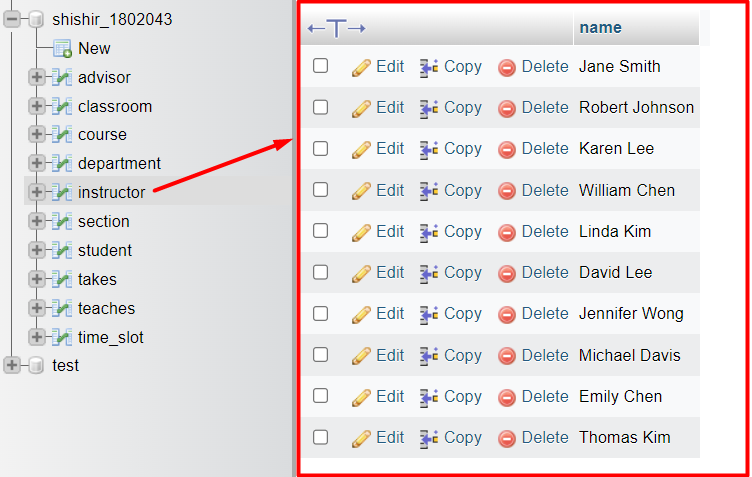 shishir_1802043
New
advisor
classroom
course
department
instructor
section
student
takes
teaches
time_slot
test
name
Edit Copy Delete Jane Smith
Edit Copy Delete Robert Johnson
Edit Copy Delete Karen Lee
Edit Copy Delete William Chen
Edit Copy Delete Linda Kim
Edit Copy Delete David Lee
Edit Copy Delete Jennifer Wong
Edit Copy Delete Michael Davis
Edit Copy Delete Emily Chen
Edit Copy Delete Thomas Kim